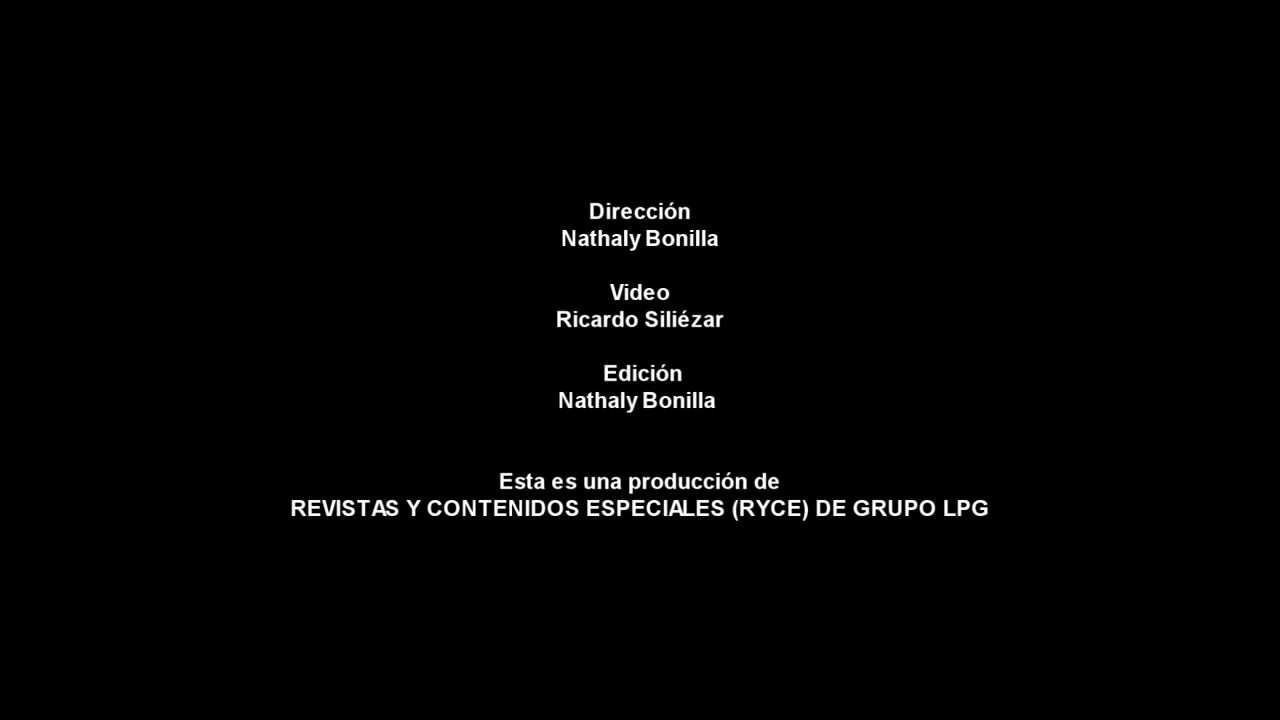 Dirección
Nathaly Bonilla
Video
Ricardo Siliézar
Edición
Nathaly Bonilla
Esta es una producción de
REVISTAS Y CONTENIDOS ESPECIALES (RYCE) DE GRUPO LPG